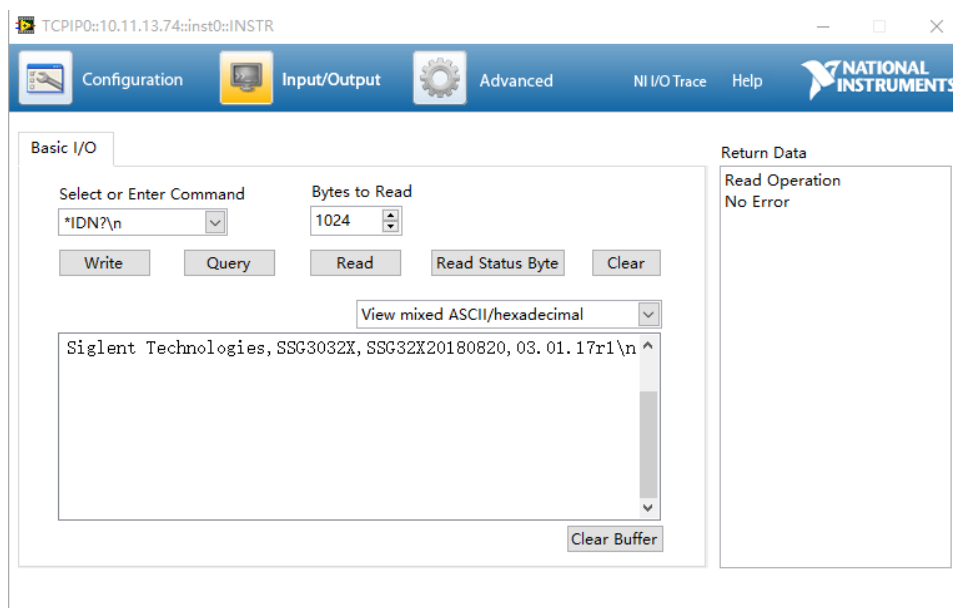 TCPIP0::10.11.13.74::inst0::INSTR
Configuration
Input/Output
Advanced
NI I/O Trace
Help
NATIONAL
INSTRUMENTS
Basic I/O
Select or Enter Command
Bytes to Read
*IDN?\n
1024
Write
Query
Read
Read Status Byte
Clear
View mixed ASCII/hexadecimal
Siglent Technologies,SSG3032X,SSG32X20180820,03.01.17r1\n
Clear Buffer
Return Data
Read Operation
No Error